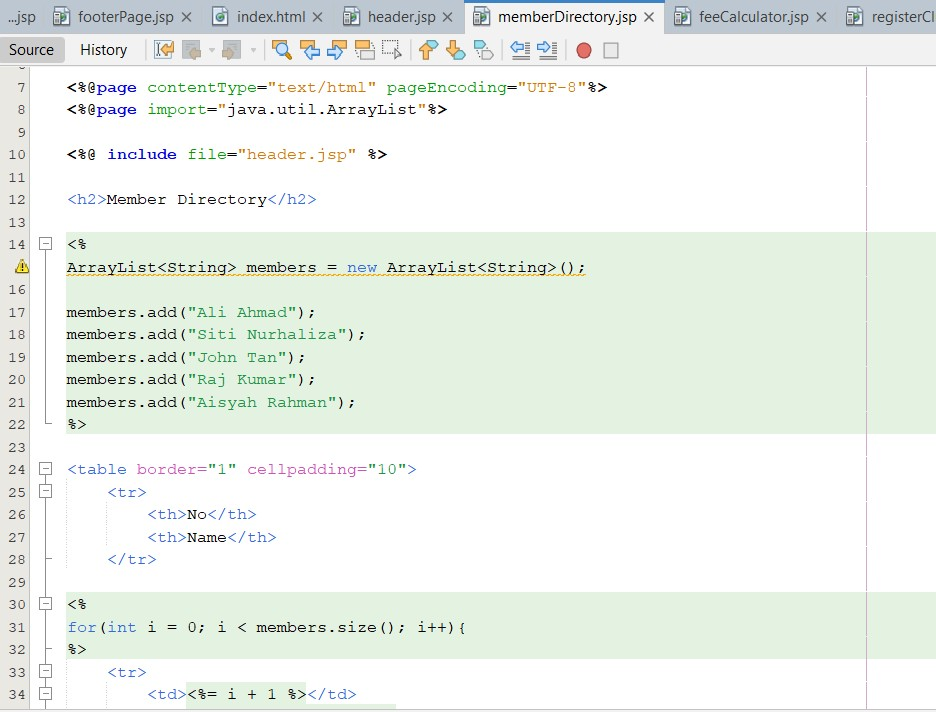 ...jsp footerPage.jsp index.html header.jsp memberDirectory.jsp feeCalculator.jsp registerCl
Source History
7 <%@page contentType="text/html" pageEncoding="UTF-8"%>
8 <%@page import="java.util.ArrayList"%>
9
10 <%@ include file="header.jsp" %>
11
12 <h2>Member Directory</h2>
13
14 <%
ArrayList<String> members = new ArrayList<String>();
16
17 members.add("Ali Ahmad");
18 members.add("Siti Nurhaliza");
19 members.add("John Tan");
20 members.add("Raj Kumar");
21 members.add("Aisyah Rahman");
22 %>
23
24 <table border="1" cellpadding="10">
25 <tr>
26 <th>No</th>
27 <th>Name</th>
28 </tr>
29
30 <%
31 for(int i = 0; i < members.size(); i++){
32 %>
33 <tr>
34 <td><%= i + 1 %></td>